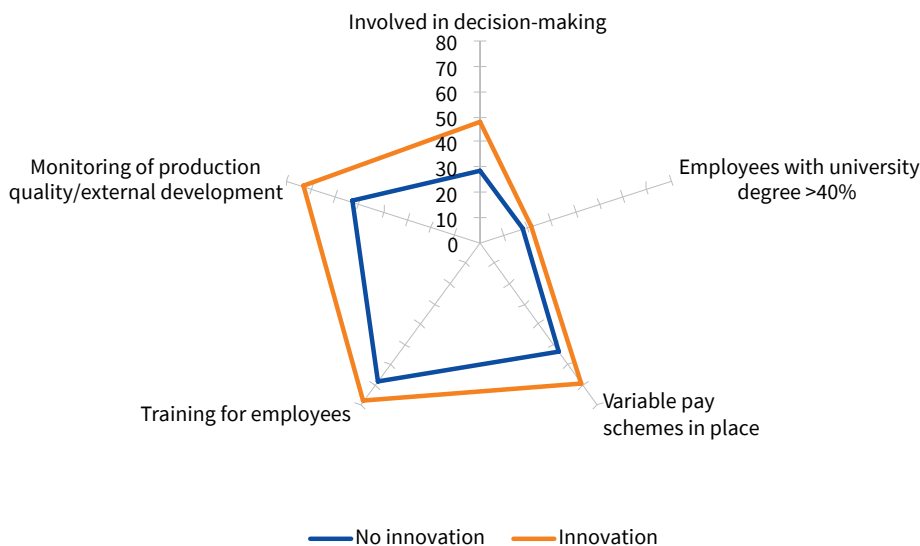 Involved in decision-making
80
70
60
50
40
30
20
10
0
Monitoring of production
quality/external development
Employees with university
degree >40%
Training for employees
Variable pay
schemes in place
No innovation
Innovation